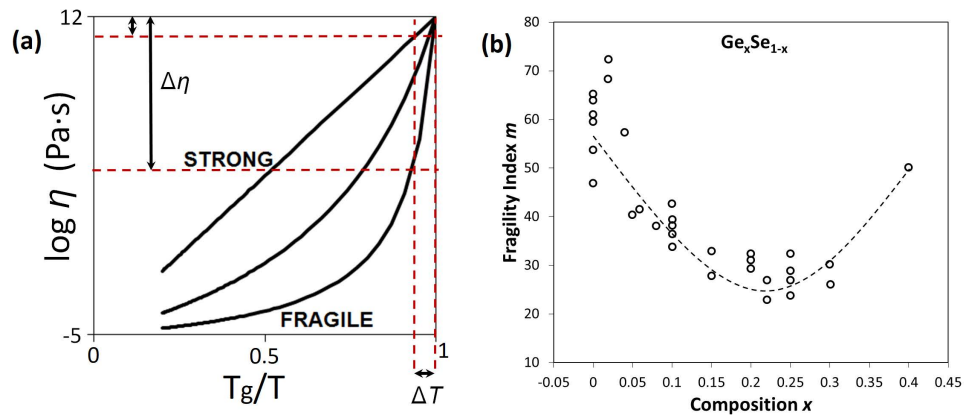 (a)
12
Δη
STRONG
FRAGILE
log η (Pa·s)
-5
0
0.5
1
Tg/T
ΔT
(b)
GexSe1-x
80
70
60
50
40
30
20
10
Fragility Index m
-0.05 0 0.05 0.1 0.15 0.2 0.25 0.3 0.35 0.4 0.45
Composition x